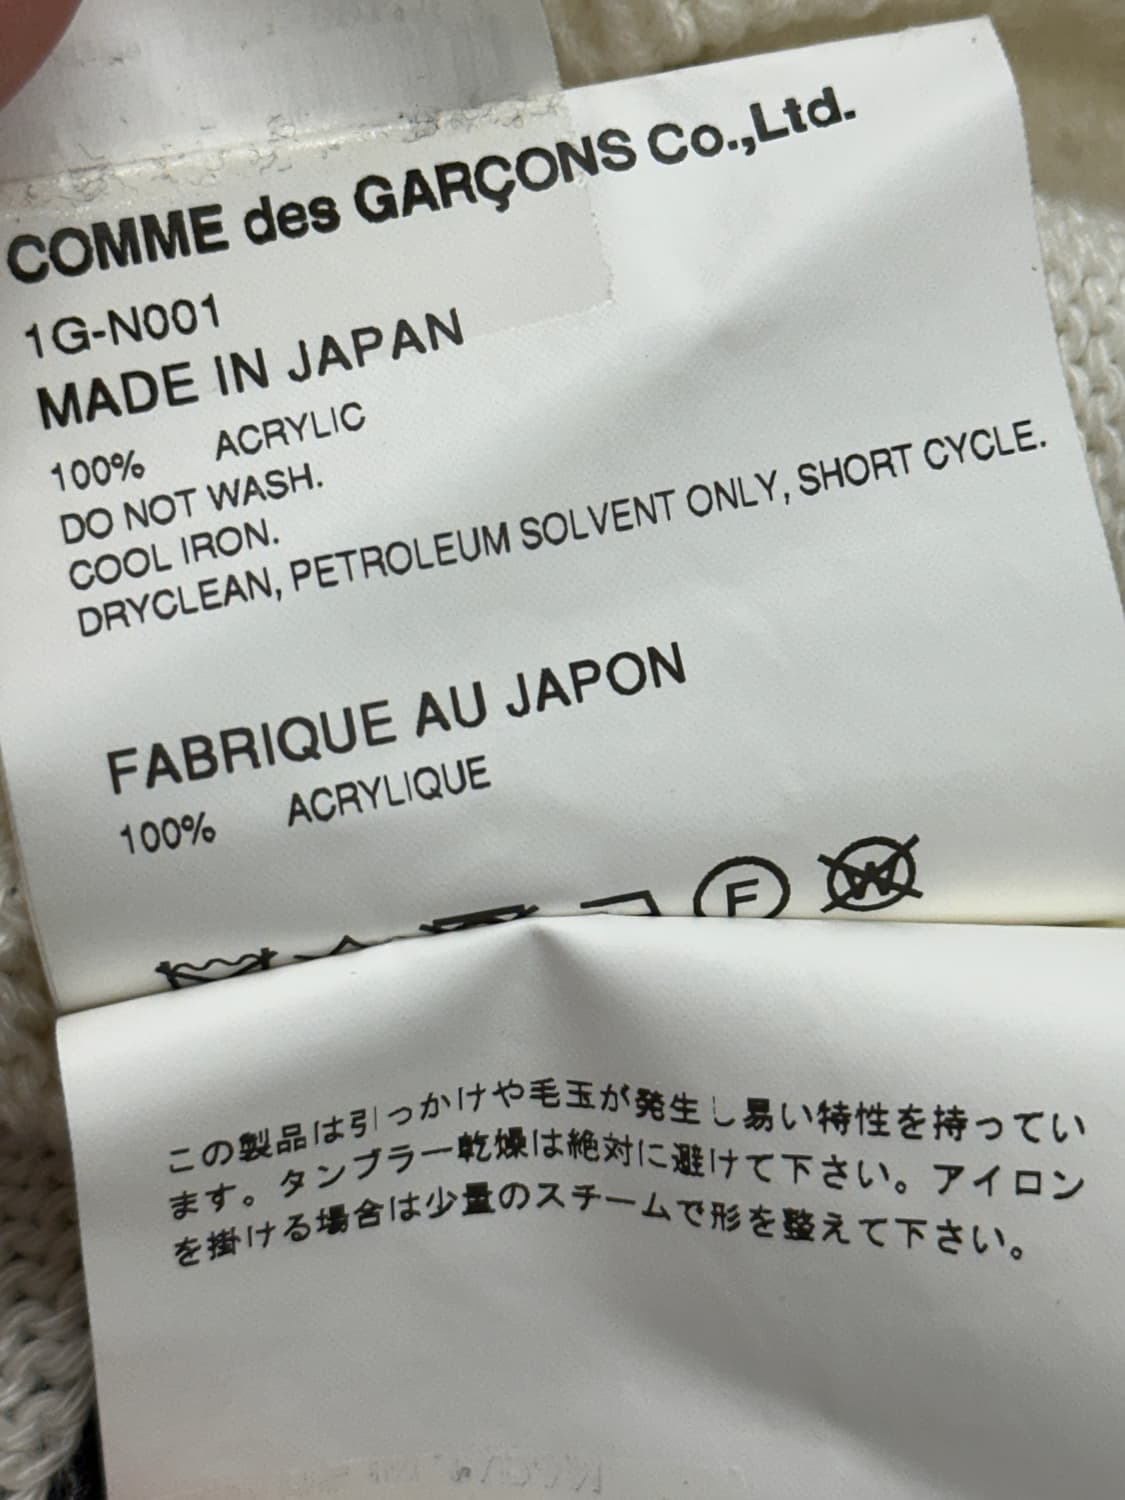 COMME des GARÇONS Co.,Ltd.
1G-N001
MADE IN JAPAN
100% ACRYLIC
DO NOT WASH.
COOL IRON.
DRYCLEAN, PETROLEUM SOLVENT ONLY, SHORT CYCLE.
FABRIQUE AU JAPON
100% ACRYLIQUE
F W
この製品は引っかけや毛玉が発生し易い特性を持ってい
ます。タンブラー乾燥は絶対に避けて下さい。アイロン
を掛ける場合は少量のスチームで形を整えて下さい。